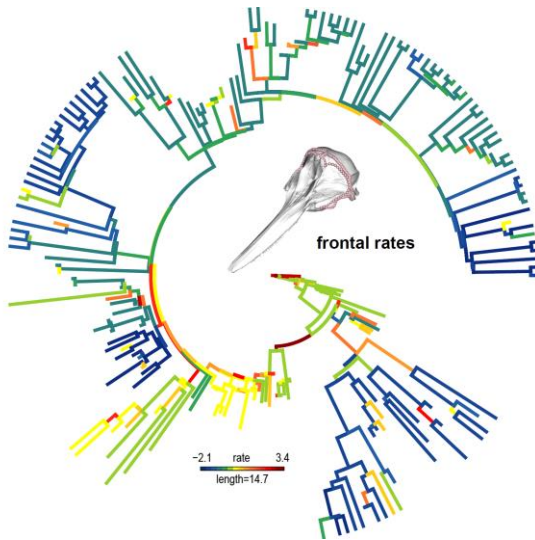 frontal rates
−2.1 rate 3.4
length=14.7